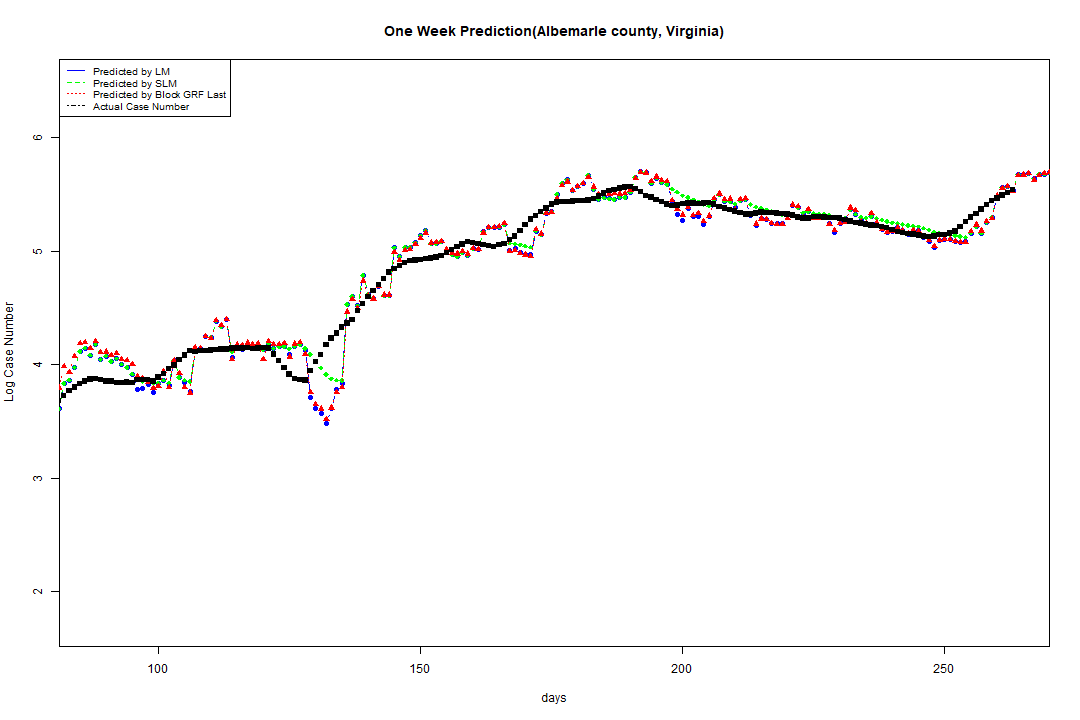 One Week Prediction(Albemarle county, Virginia)
Predicted by LM
Predicted by SLM
Predicted by Block GRF Last
Actual Case Number
6
5
4
3
2
Log Case Number
100 150 200 250
days